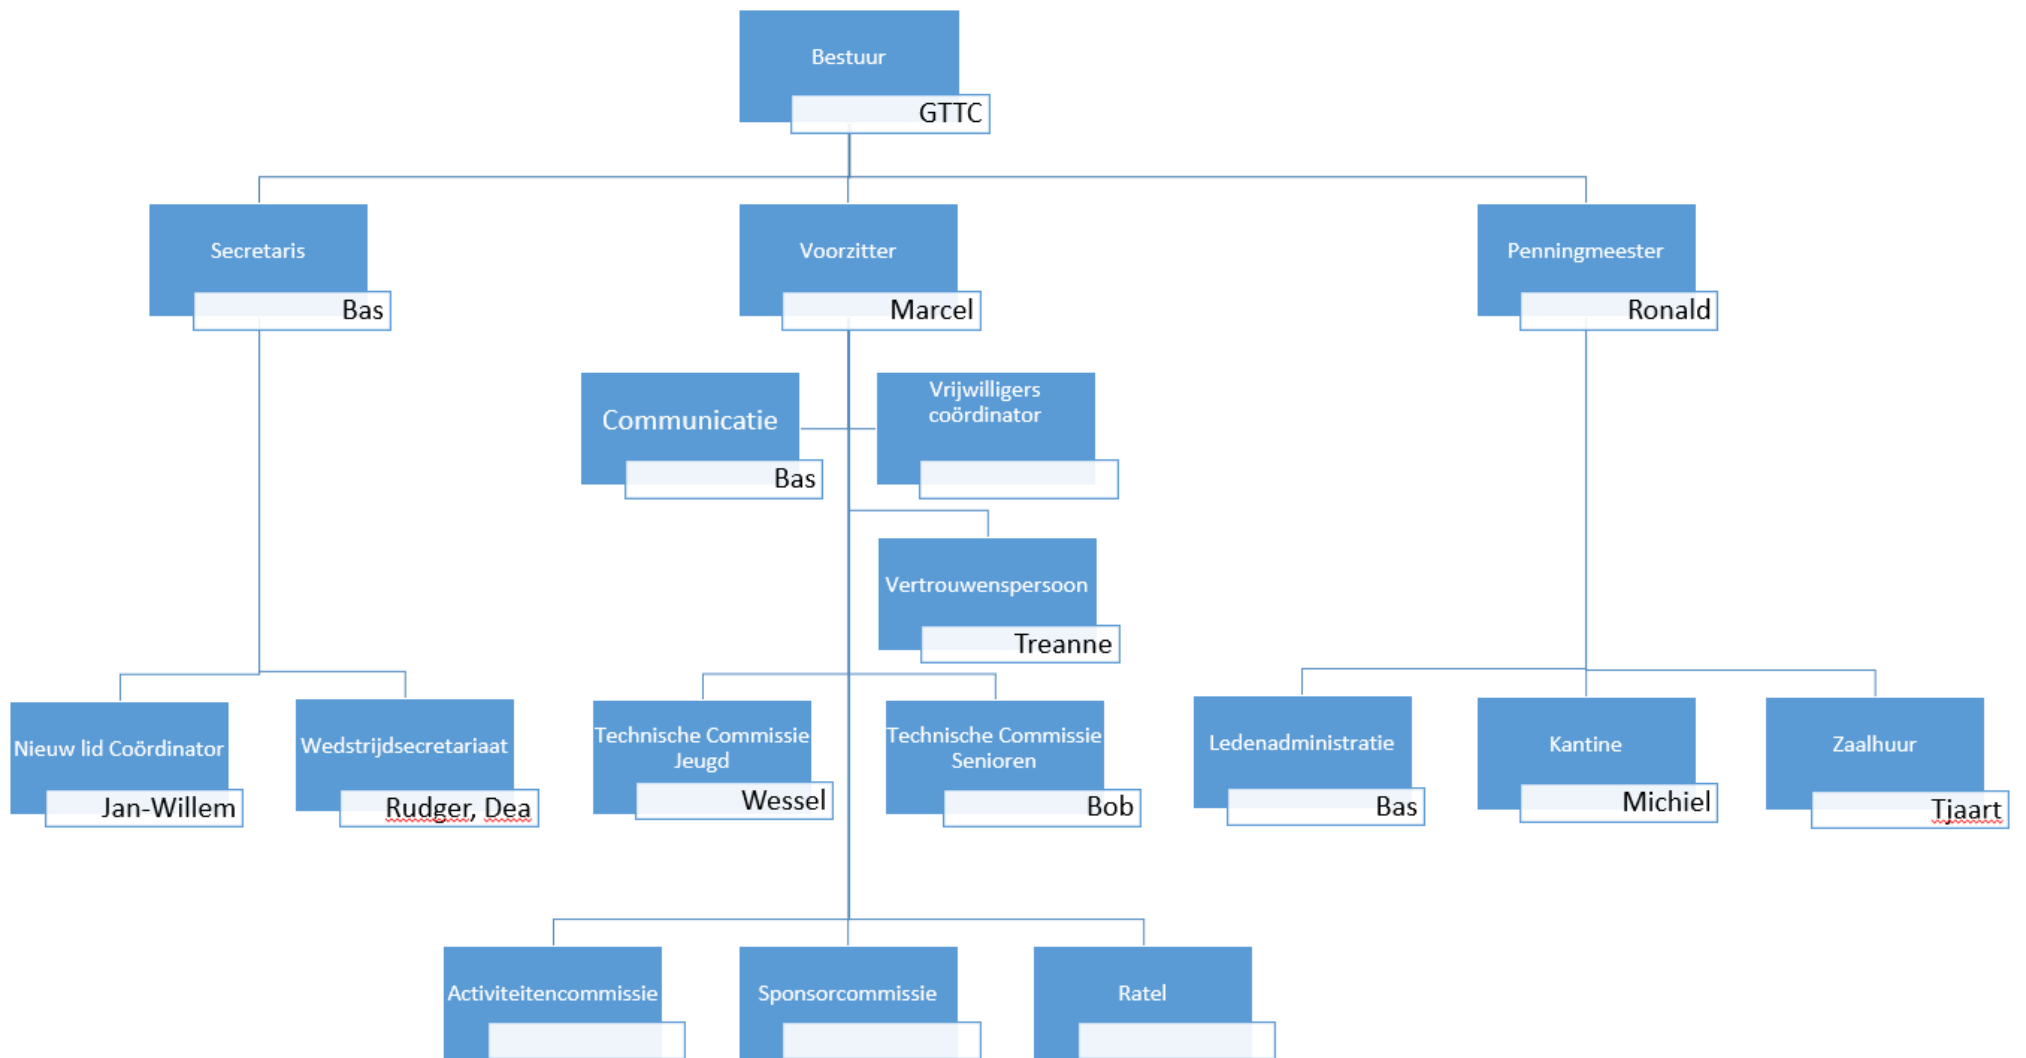 Bestuur
GTTC
Secretaris
Bas
Voorzitter
Marcel
Penningmeester
Ronald
Communicatie
Bas
Vrijwilligers
coördinator
Vertrouwenspersoon
Treanne
Nieuw lid Coördinator
Jan-Willem
Wedstrijdsecretariaat
Rudger, Dea
Technische Commissie
Jeugd
Wessel
Technische Commissie
Senioren
Bob
Ledenadministratie
Bas
Kantine
Michiel
Zaalhuur
Tjaart
Activiteitencommissie
Sponsorcommissie
Ratel